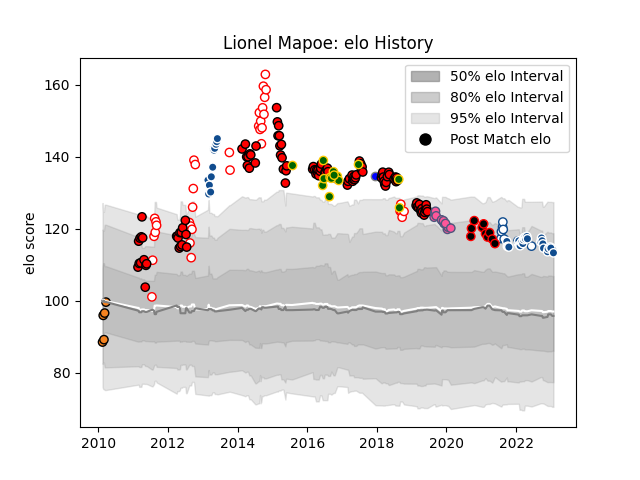 Lionel Mapoe: elo History
50% elo Interval
80% elo Interval
95% elo Interval
Post Match elo
elo score
160
140
120
100
80
2010 2012 2014 2016 2018 2020 2022